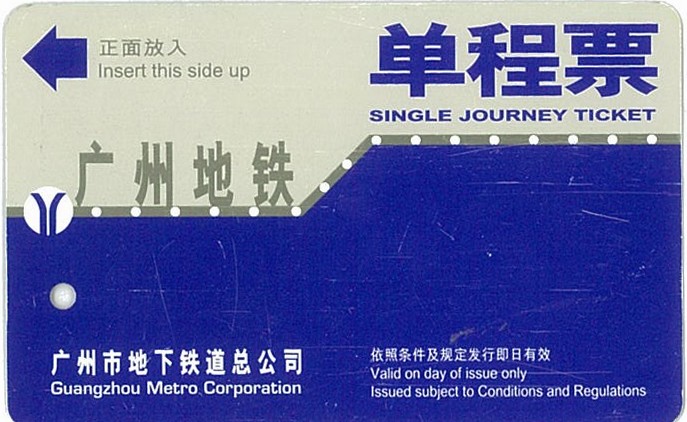 正面放入
Insert this side up
单程票
SINGLE JOURNEY TICKET
广州地铁
广州市地下铁道总公司
Guangzhou Metro Corporation
依照条件及规定发行即日有效
Valid on day of issue only
Issued subject to Conditions and Regulations